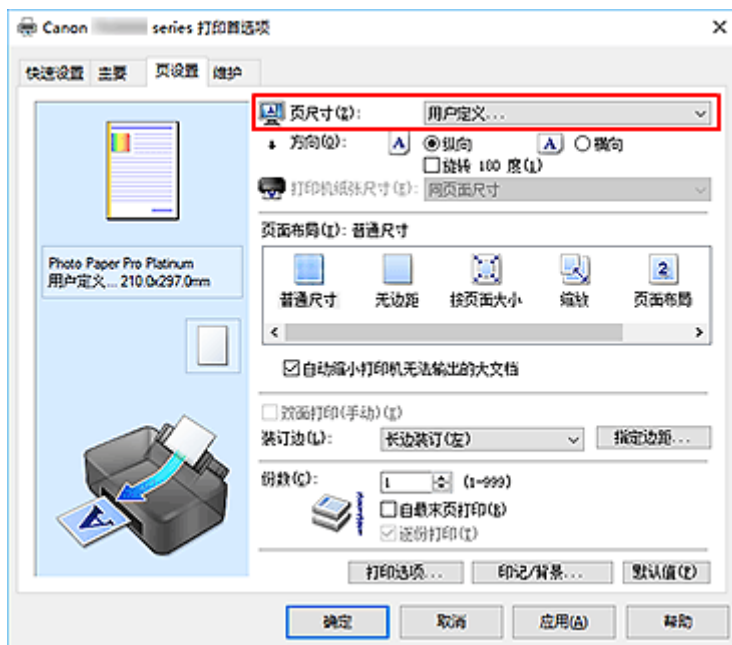 Canon series 打印首选项
快速设置 主要 页设置 维护
页尺寸(Z): 用户定义...
方向(O): A 纵向 A 横向
旋转 180 度(1)
打印机纸张尺寸(E): 同页面尺寸
页面布局(I): 普通尺寸
普通尺寸 无边距 按页面大小 缩放 页面布局
自动缩小打印机无法输出的大文档
Photo Paper Pro Platinum
用户定义... 210.0x297.0mm
双面打印(手动)(X)
装订边(L): 长边装订(左) 指定边距...
份数(C): 1 (1-999)
自最末页打印(B)
逐份打印(T)
打印选项... 印记/背景... 默认值(F)
确定 取消 应用(A) 帮助